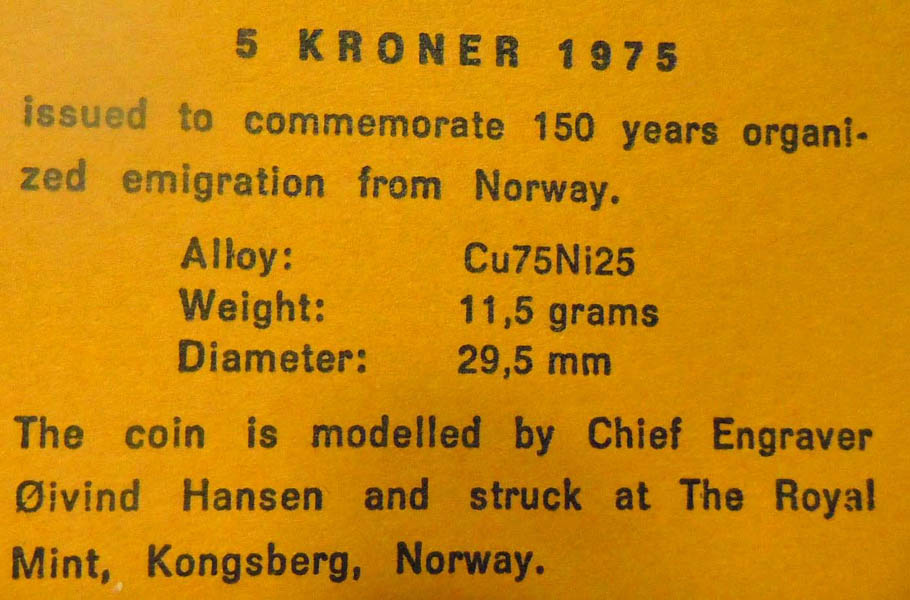 5 KRONER 1975
issued to commemorate 150 years organi-
zed emigration from Norway.
Alloy: Cu75Ni25
Weight: 11,5 grams
Diameter: 29,5 mm
The coin is modelled by Chief Engraver
Øivind Hansen and struck at The Royal
Mint, Kongsberg, Norway.